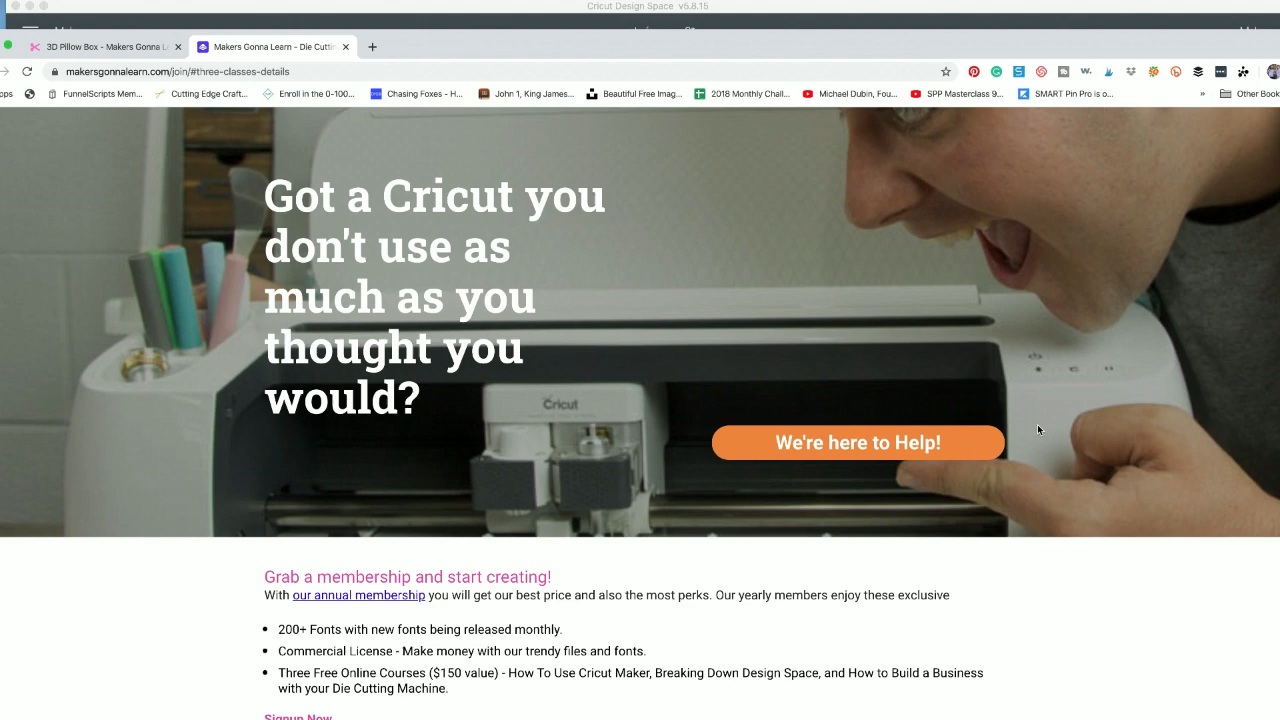 Cricut Design Space v5.8.15
3D Pillow Box - Makers Gonna L
Makers Gonna Learn - Die Cuttin
makersgonnalearn.com/join/#three-classes-details
FunnelScripts Mem...
Cutting Edge Craft...
Enroll in the 0-100...
Chasing Foxes - H...
John 1, King James...
Beautiful Free Imag...
2018 Monthly Chall...
Michael Dubin, Fou...
SPP Masterclass 9...
SMART Pin Pro is o...
»
Other Book
Got a Cricut you
don't use as
much as you
thought you
would?
Cricut
We're here to Help!
Grab a membership and start creating!
With our annual membership you will get our best price and also the most perks. Our yearly members enjoy these exclusive
200+ Fonts with new fonts being released monthly.
Commercial License - Make money with our trendy files and fonts.
Three Free Online Courses ($150 value) - How To Use Cricut Maker, Breaking Down Design Space, and How to Build a Business
with your Die Cutting Machine.
Signup Now